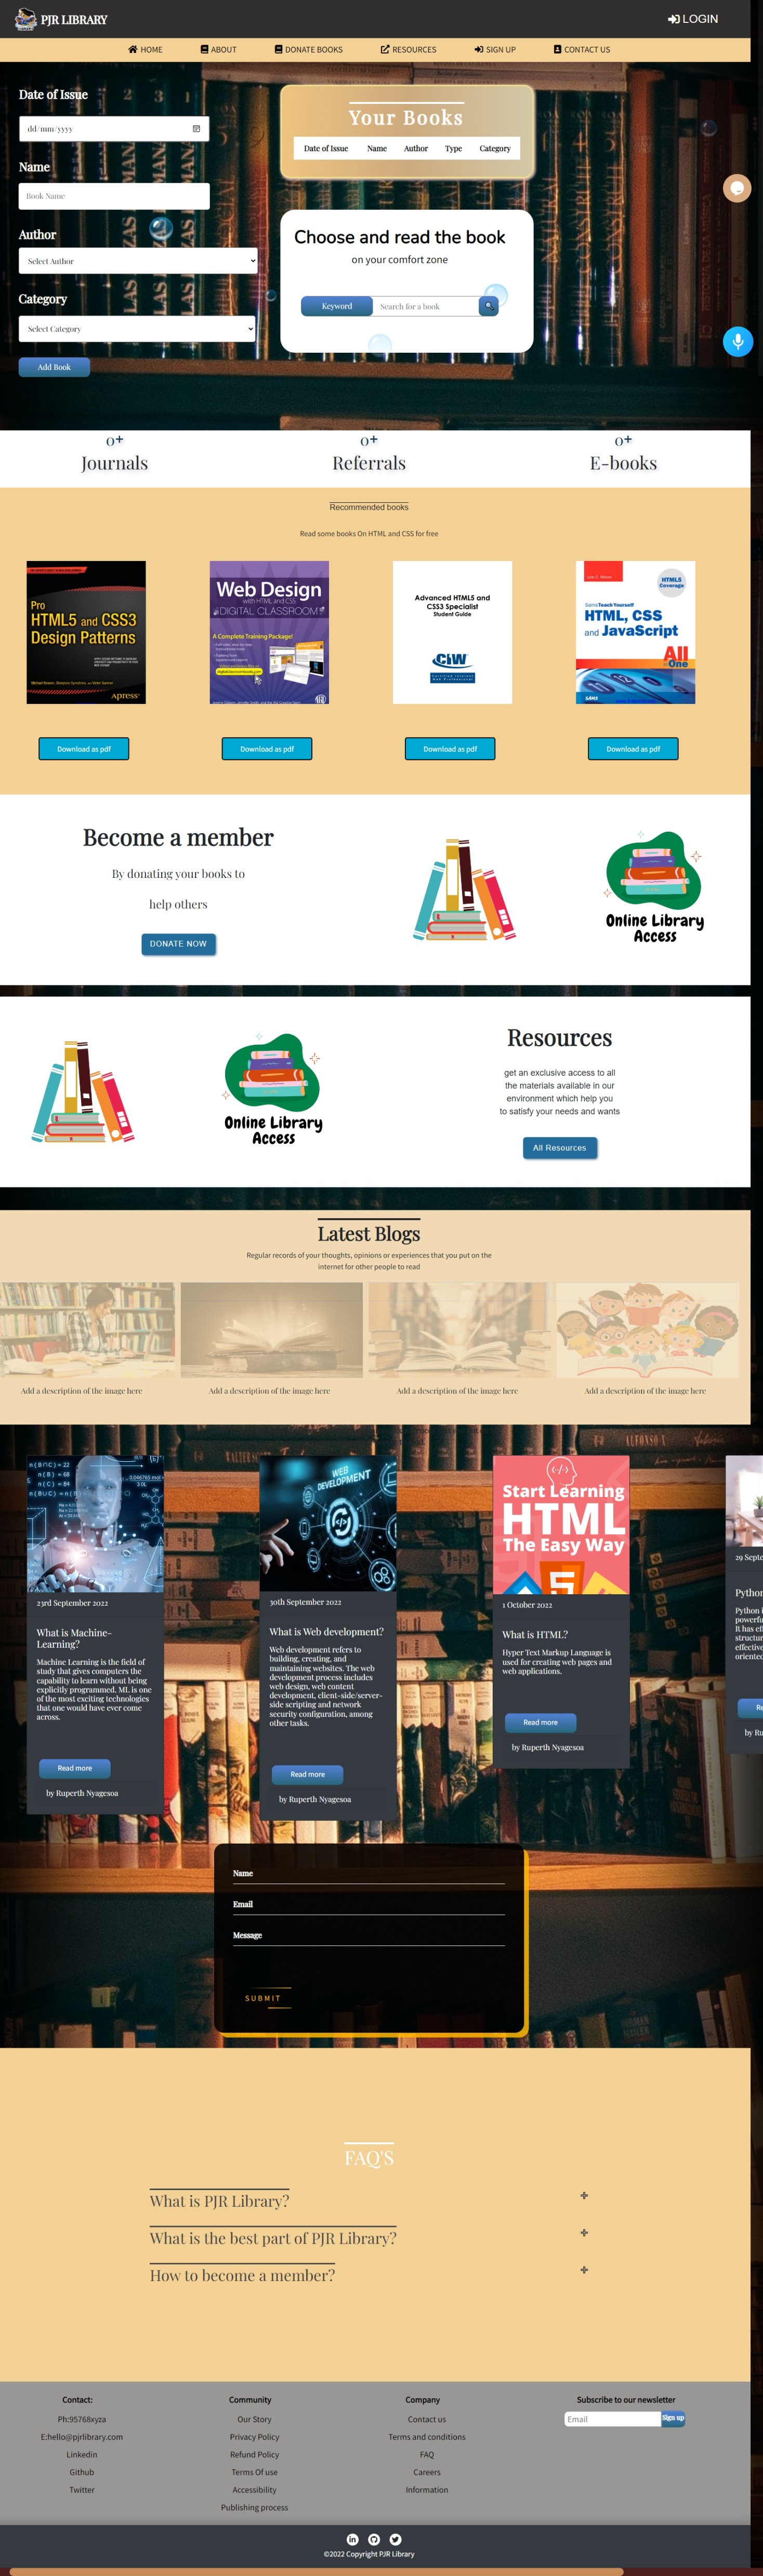 PJR LIBRARY
LOGIN
HOME
ABOUT
DONATE BOOKS
RESOURCES
SIGN UP
CONTACT US
Date of Issue
dd/mm/yyyy
Name
Book Name
Author
Select Author
Category
Select Category
Add Book
Your Books
Date of Issue Name Author Type Category
Choose and read the book
on your comfort zone
Keyword
Search for a book
0+
Journals
0+
Referrals
0+
E-books
Recommended books
Read some books On HTML and CSS for free
Pro
HTML5 and CSS3
Design Patterns
Apress
Web Design
with HTML and CSS
DIGITAL CLASSROOM
A Complete Training Package!
Advanced HTML5 and
CSS3 Specialist
Student Guide
CIW
HTML5
Coverage
SamsTeachYourself
HTML, CSS
and JavaScript
All
in One
SAMS
Download as pdf
Download as pdf
Download as pdf
Download as pdf
Become a member
By donating your books to
help others
DONATE NOW
Online Library
Access
Online Library
Access
Resources
get an exclusive access to all
the materials available in our
environment which help you
to satisfy your needs and wants
All Resources
Latest Blogs
Regular records of your thoughts, opinions or experiences that you put on the
internet for other people to read
Add a description of the image here
Add a description of the image here
Add a description of the image here
Add a description of the image here
n(B∩C) = 22
n(B) = 68
n(C) = 84
23rd September 2022
What is Machine-
Learning?
Machine Learning is the field of
study that gives computers the
capability to learn without being
explicitly programmed. ML is one
of the most exciting technologies
that one would have ever come
across.
Read more
by Ruperth Nyagesoa
WEB
DEVELOPMENT
30th September 2022
What is Web development?
Web development refers to
building, creating, and
maintaining websites. The web
development process includes
web design, web content
development, client-side/server-
side scripting and network
security configuration, among
other tasks.
Read more
by Ruperth Nyagesoa
Start Learning
HTML
The Easy Way
1 October 2022
What is HTML?
Hyper Text Markup Language is
used for creating web pages and
web applications.
Read more
by Ruperth Nyagesoa
29 Septe
Python
Python i
powerfu
It has eff
structur
effective
oriented
Re
by Ru
Name
Email
Message
SUBMIT
FAQ'S
What is PJR Library?
What is the best part of PJR Library?
How to become a member?
Contact:
Ph:95768xyza
E:hello@pjrlibrary.com
Linkedin
Github
Twitter
Community
Our Story
Privacy Policy
Refund Policy
Terms Of use
Accessibility
Publishing process
Company
Contact us
Terms and conditions
FAQ
Careers
Information
Subscribe to our newsletter
Email
Sign up
©2022 Copyright PJR Library